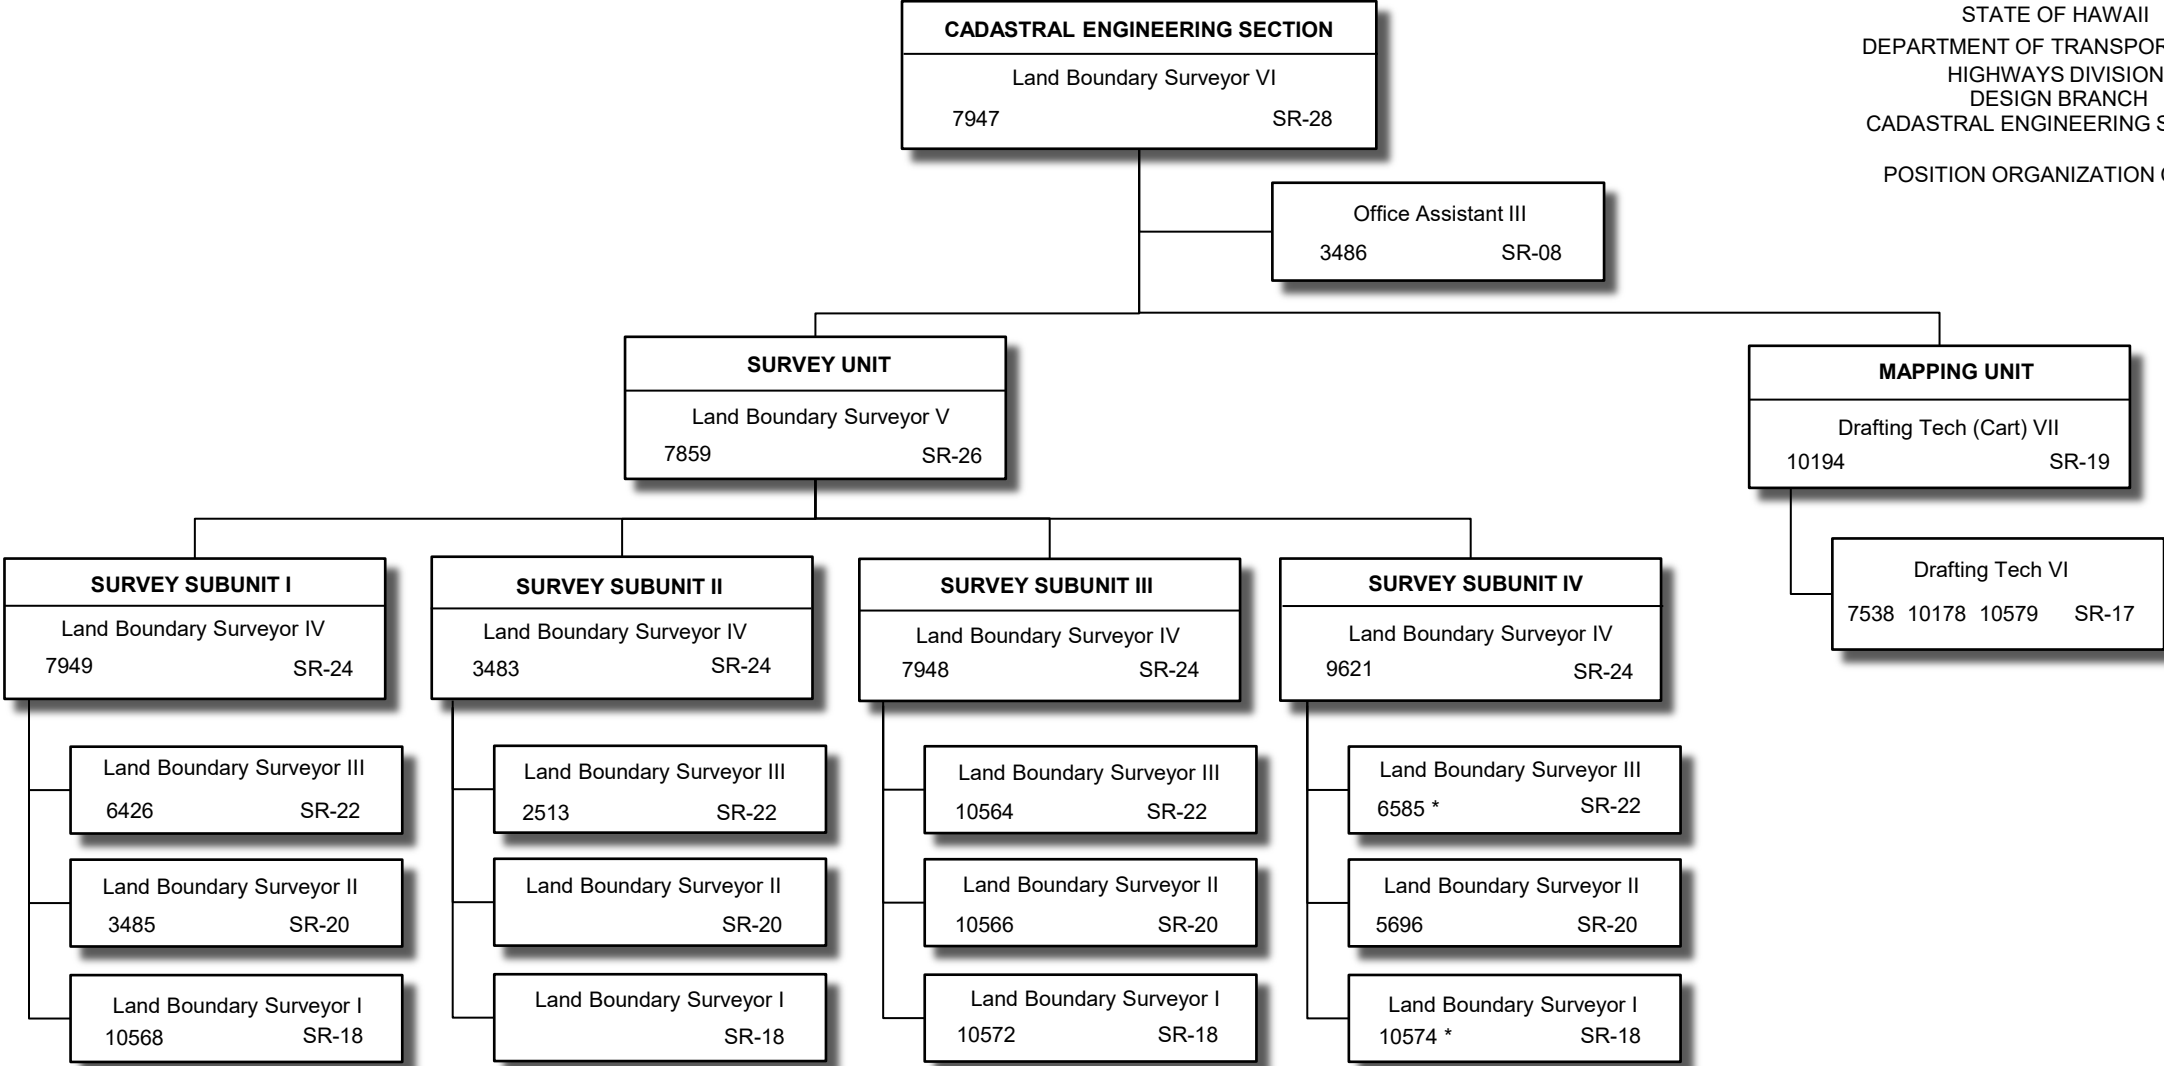 STATE OF HAWAII
DEPARTMENT OF TRANSPOR
HIGHWAYS DIVISION
DESIGN BRANCH
CADASTRAL ENGINEERING S
POSITION ORGANIZATION
CADASTRAL ENGINEERING SECTION
Land Boundary Surveyor VI
7947 SR-28
Office Assistant III
3486 SR-08
SURVEY UNIT
Land Boundary Surveyor V
7859 SR-26
MAPPING UNIT
Drafting Tech (Cart) VII
10194 SR-19
Drafting Tech VI
7538 10178 10579 SR-17
SURVEY SUBUNIT I
Land Boundary Surveyor IV
7949 SR-24
Land Boundary Surveyor III
6426 SR-22
Land Boundary Surveyor II
3485 SR-20
Land Boundary Surveyor I
10568 SR-18
SURVEY SUBUNIT II
Land Boundary Surveyor IV
3483 SR-24
Land Boundary Surveyor III
2513 SR-22
Land Boundary Surveyor II
SR-20
Land Boundary Surveyor I
SR-18
SURVEY SUBUNIT III
Land Boundary Surveyor IV
7948 SR-24
Land Boundary Surveyor III
10564 SR-22
Land Boundary Surveyor II
10566 SR-20
Land Boundary Surveyor I
10572 SR-18
SURVEY SUBUNIT IV
Land Boundary Surveyor IV
9621 SR-24
Land Boundary Surveyor III
6585 * SR-22
Land Boundary Surveyor II
5696 SR-20
Land Boundary Surveyor I
10574 * SR-18